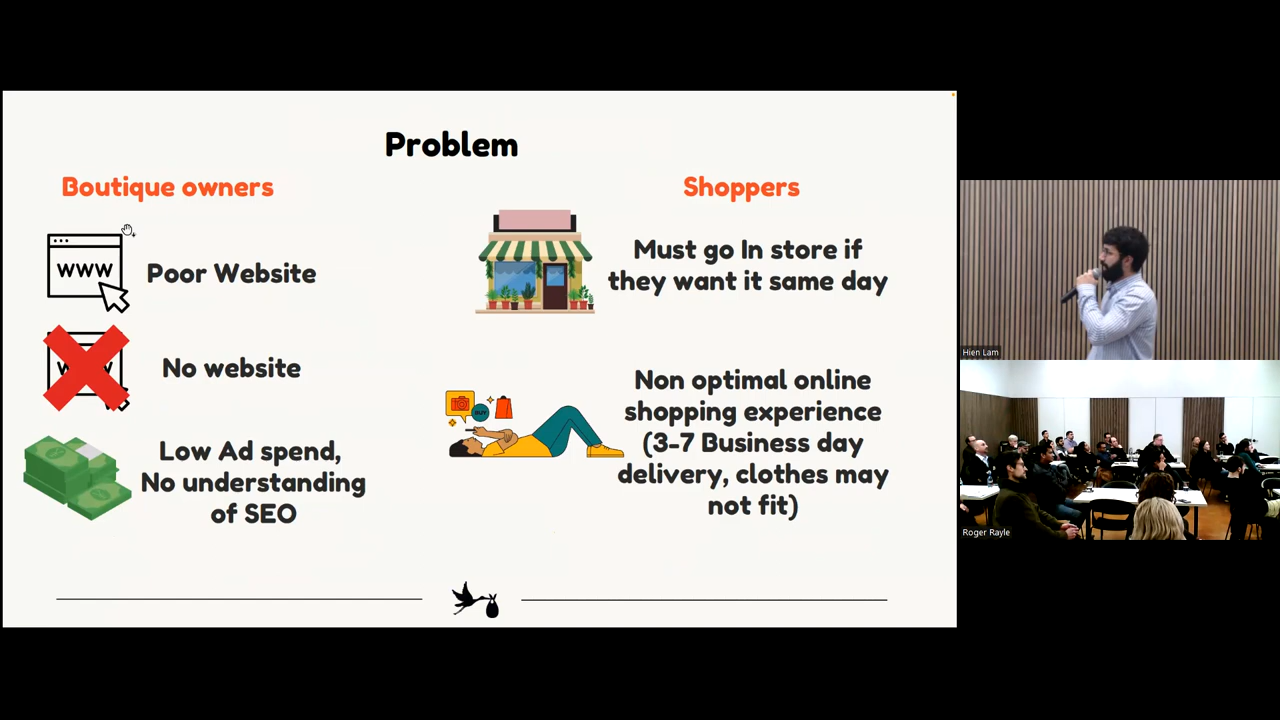 Problem
Boutique owners
WWW
Poor Website
No website
Low Ad spend,
No understanding
of SEO
Shoppers
Must go In store if
they want it same day
BUY
Non optimal online
shopping experience
(3-7 Business day
delivery, clothes may
not fit)
Hien Lam
Roger Rayle